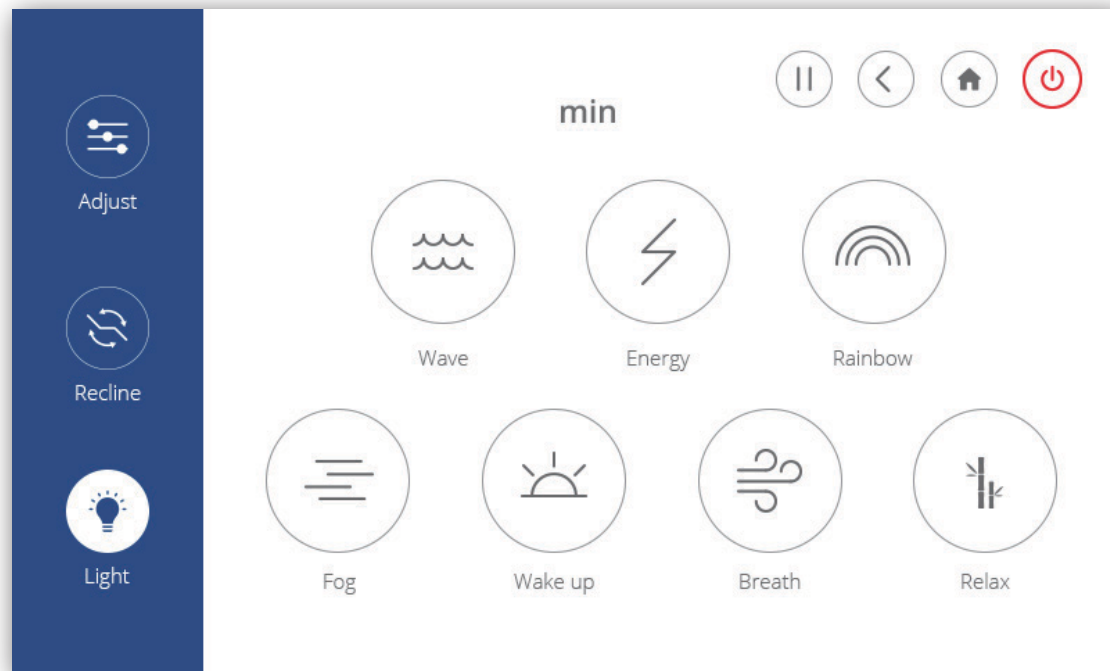 min
Adjust
Recline
Light
Wave
Energy
Rainbow
Fog
Wake up
Breath
Relax